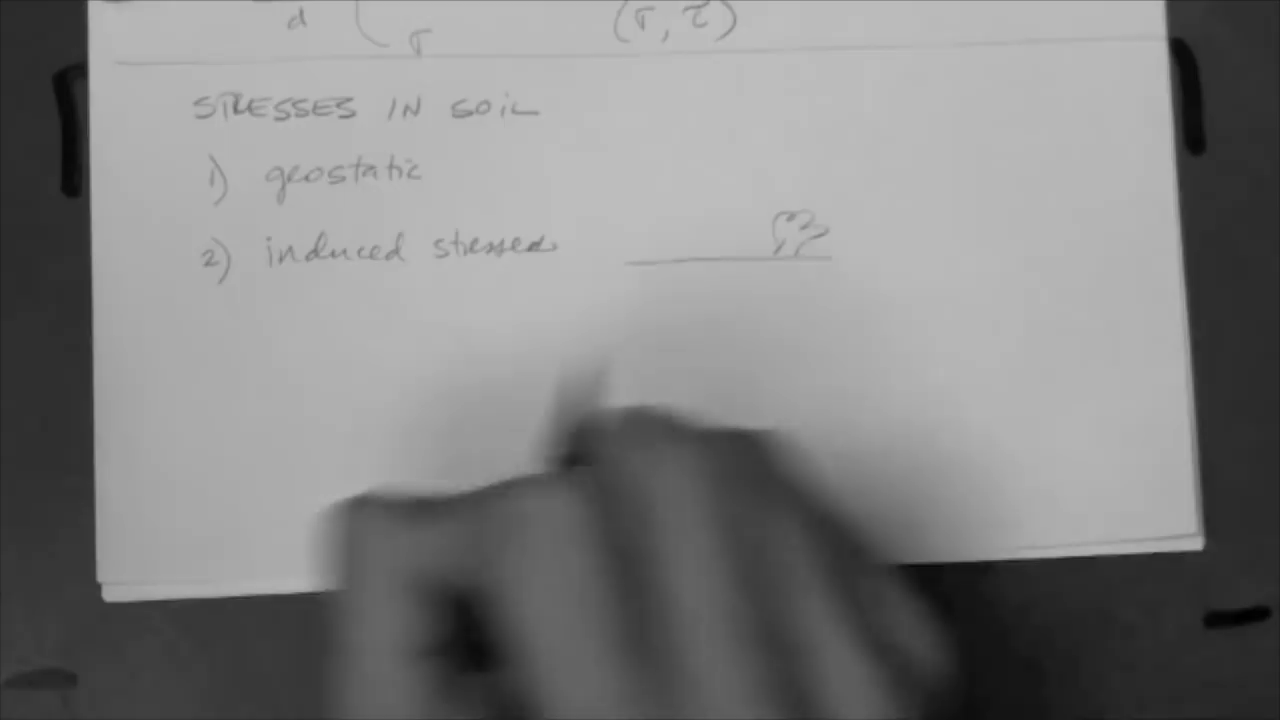 d
σ
(σ, τ)
STRESSES IN SOIL
1) geostatic
2) induced stresses